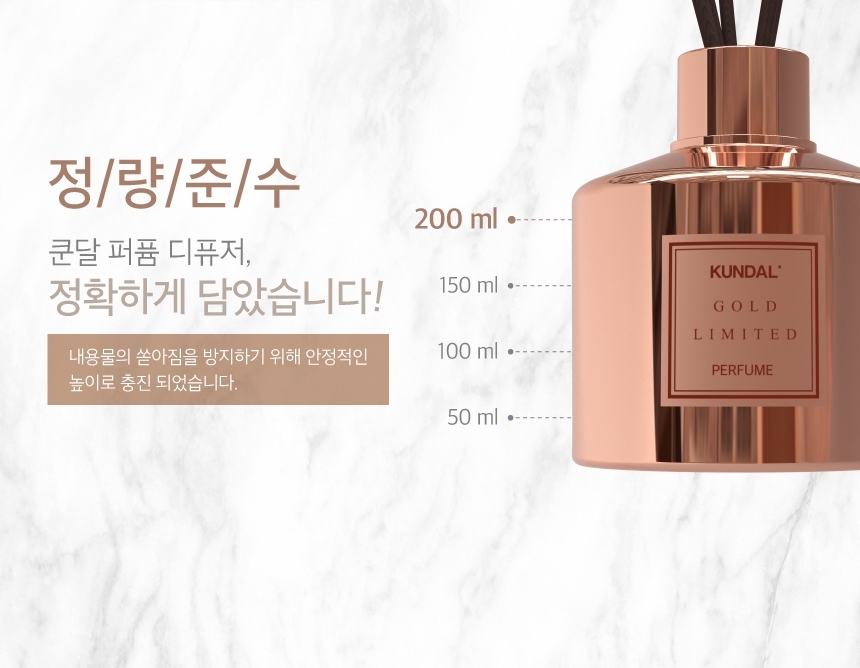 정/량/준/수
쿤달 퍼퓸 디퓨저,
정확하게 담았습니다!
내용물의 쏟아짐을 방지하기 위해 안정적인
높이로 충진 되었습니다.
200 ml
150 ml
100 ml
50 ml
KUNDAL
GOLD
LIMITED
PERFUME